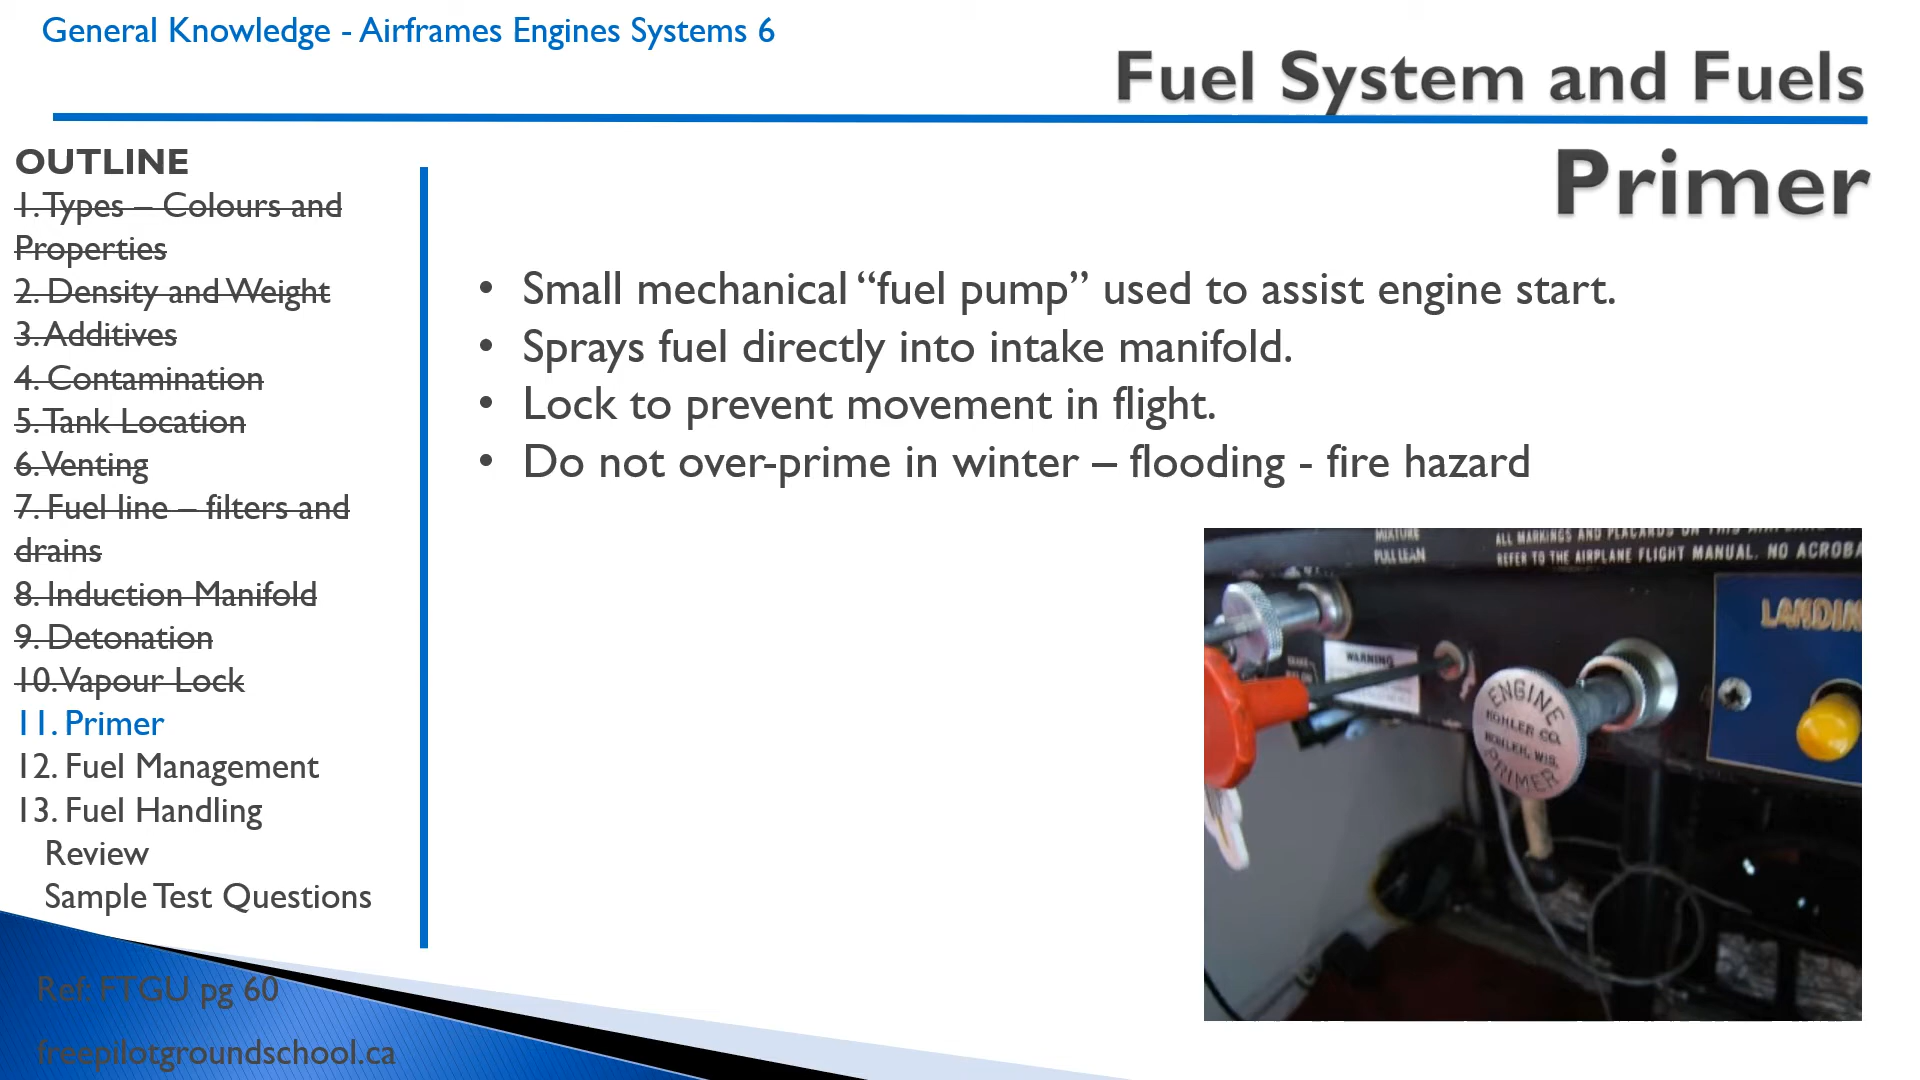 General Knowledge - Airframes Engines Systems 6
Fuel System and Fuels
Primer
OUTLINE
1. Types – Colours and
Properties
2. Density and Weight
3. Additives
4. Contamination
5. Tank Location
6. Venting
7. Fuel line – filters and
drains
8. Induction Manifold
9. Detonation
10. Vapour Lock
11. Primer
12. Fuel Management
13. Fuel Handling
Review
Sample Test Questions
Ref: FTGU pg 60
freepilotgroundschool.ca
• Small mechanical “fuel pump” used to assist engine start.
• Sprays fuel directly into intake manifold.
• Lock to prevent movement in flight.
• Do not over-prime in winter – flooding - fire hazard
MIXTURE
PULL LEAN
ALL MARKINGS AND PLACARDS ON THIS AIRPLANE
REFER TO THE AIRPLANE FLIGHT MANUAL. NO ACROBA
LANDIN
WARNING
ENGINE
KOHLER CO.
KOHLER, WIS.
PRIMER